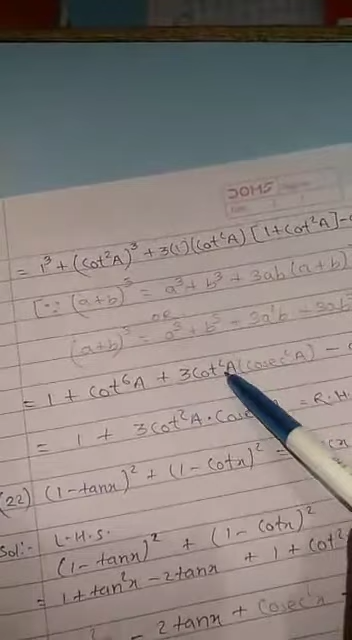 DOMS
= 1³ + (cot²A)³ + 3(1)(cot²A) [1+cot²A] -
[∵ (a+b)³ = a³ + b³ + 3ab(a+b)
OR
(a+b)³ = a³ + b³ - 3a²b + 3ab²
= 1 + cot⁶A + 3cot²A(cosec²A) -
= 1 + 3cot²A . Cose = R.H.
(22) (1-tanx)² + (1-cotx)² =
Sol:- L.H.S.
(1-tanx)² + (1-cotx)²
= 1+tan²x - 2tanx + 1 + cot²
- 2tanx + cosec²x